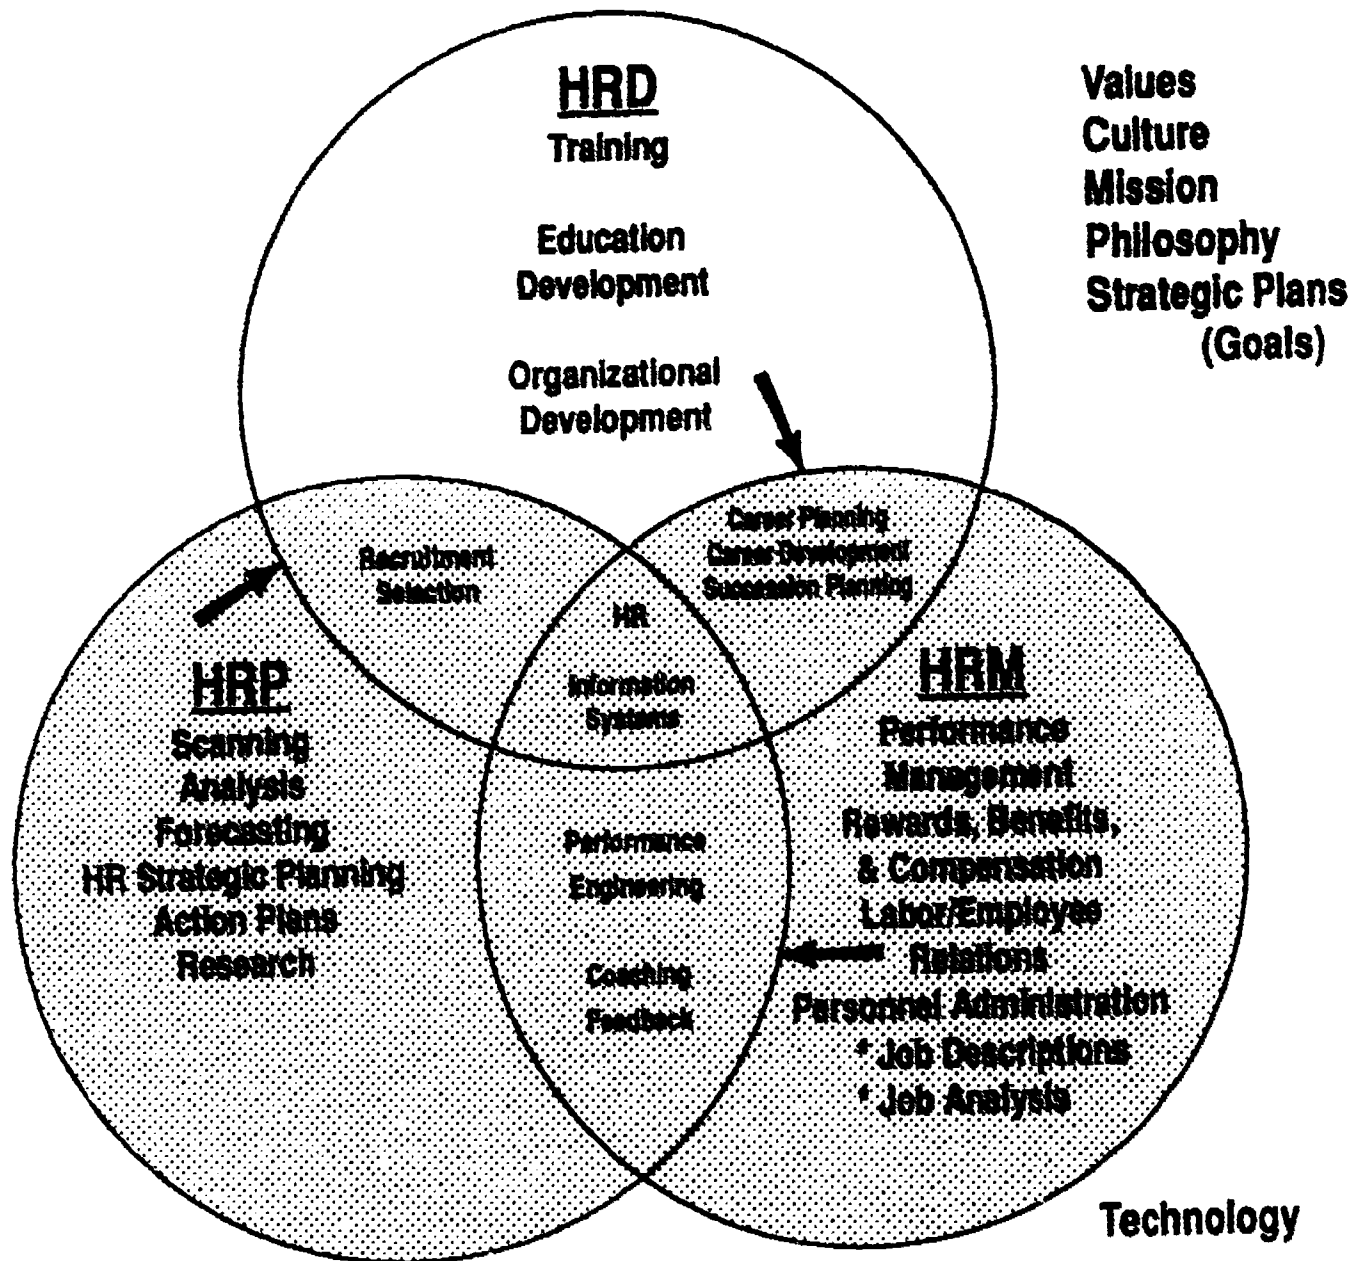 HRD
Training
Education
Development
Organizational
Development
Values
Culture
Mission
Philosophy
Strategic Plans
(Goals)
Recruitment
Selection
Career Planning
Career Development
Succession Planning
HR
Information
Systems
HRP
Scanning
Analysis
Forecasting
HR Strategic Planning
Action Plans
Research
Performance
Engineering
Coaching
Feedback
HRM
Performance
Management
Rewards, Benefits,
& Compensation
Labor/Employee
Relations
Personnel Administration
* Job Descriptions
* Job Analysis
Technology